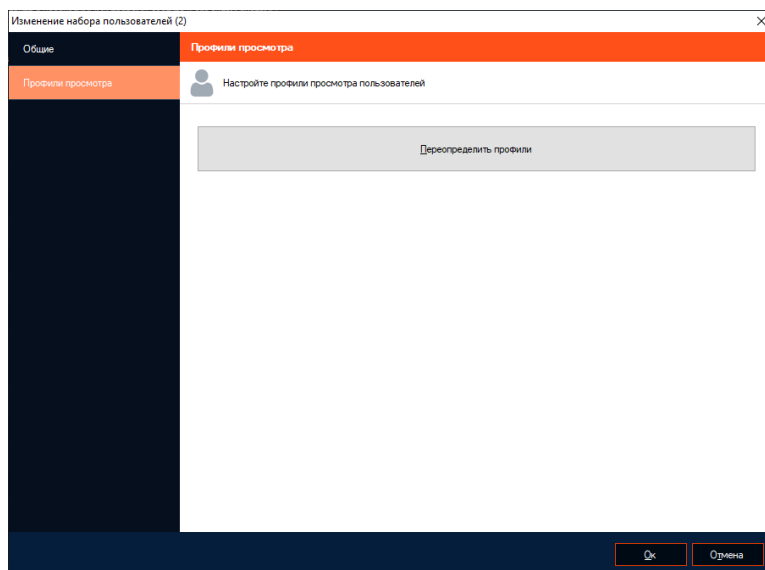 Изменение набора пользователей (2)
Общие
Профили просмотра
Профили просмотра
Настройте профили просмотра пользователей
Переопределить профили
Ок
Отмена